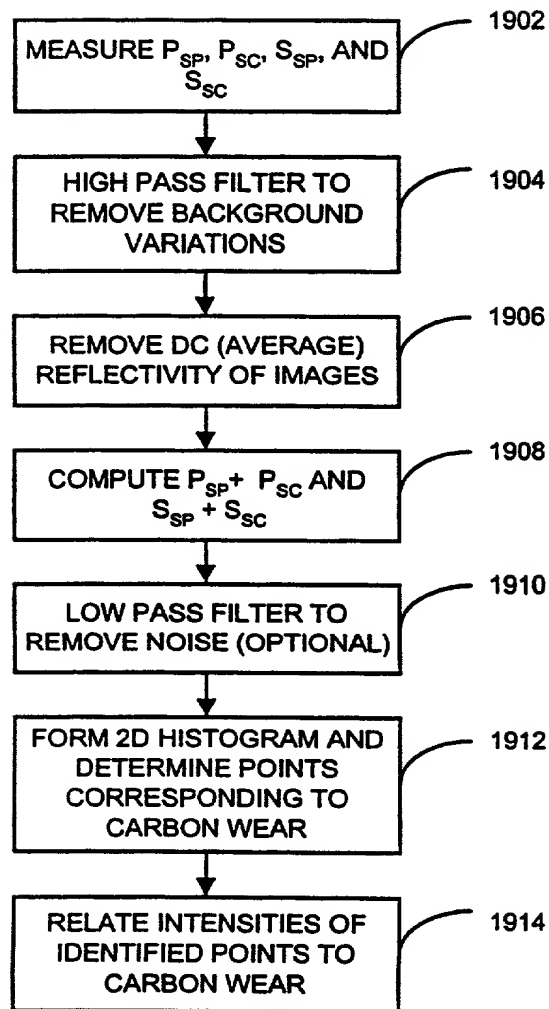 1902
MEASURE P_SP, P_SC, S_SP, AND
S_SC
1904
HIGH PASS FILTER TO
REMOVE BACKGROUND
VARIATIONS
1906
REMOVE DC (AVERAGE)
REFLECTIVITY OF IMAGES
1908
COMPUTE P_SP + P_SC AND
S_SP + S_SC
1910
LOW PASS FILTER TO
REMOVE NOISE (OPTIONAL)
1912
FORM 2D HISTOGRAM AND
DETERMINE POINTS
CORRESPONDING TO
CARBON WEAR
1914
RELATE INTENSITIES OF
IDENTIFIED POINTS TO
CARBON WEAR